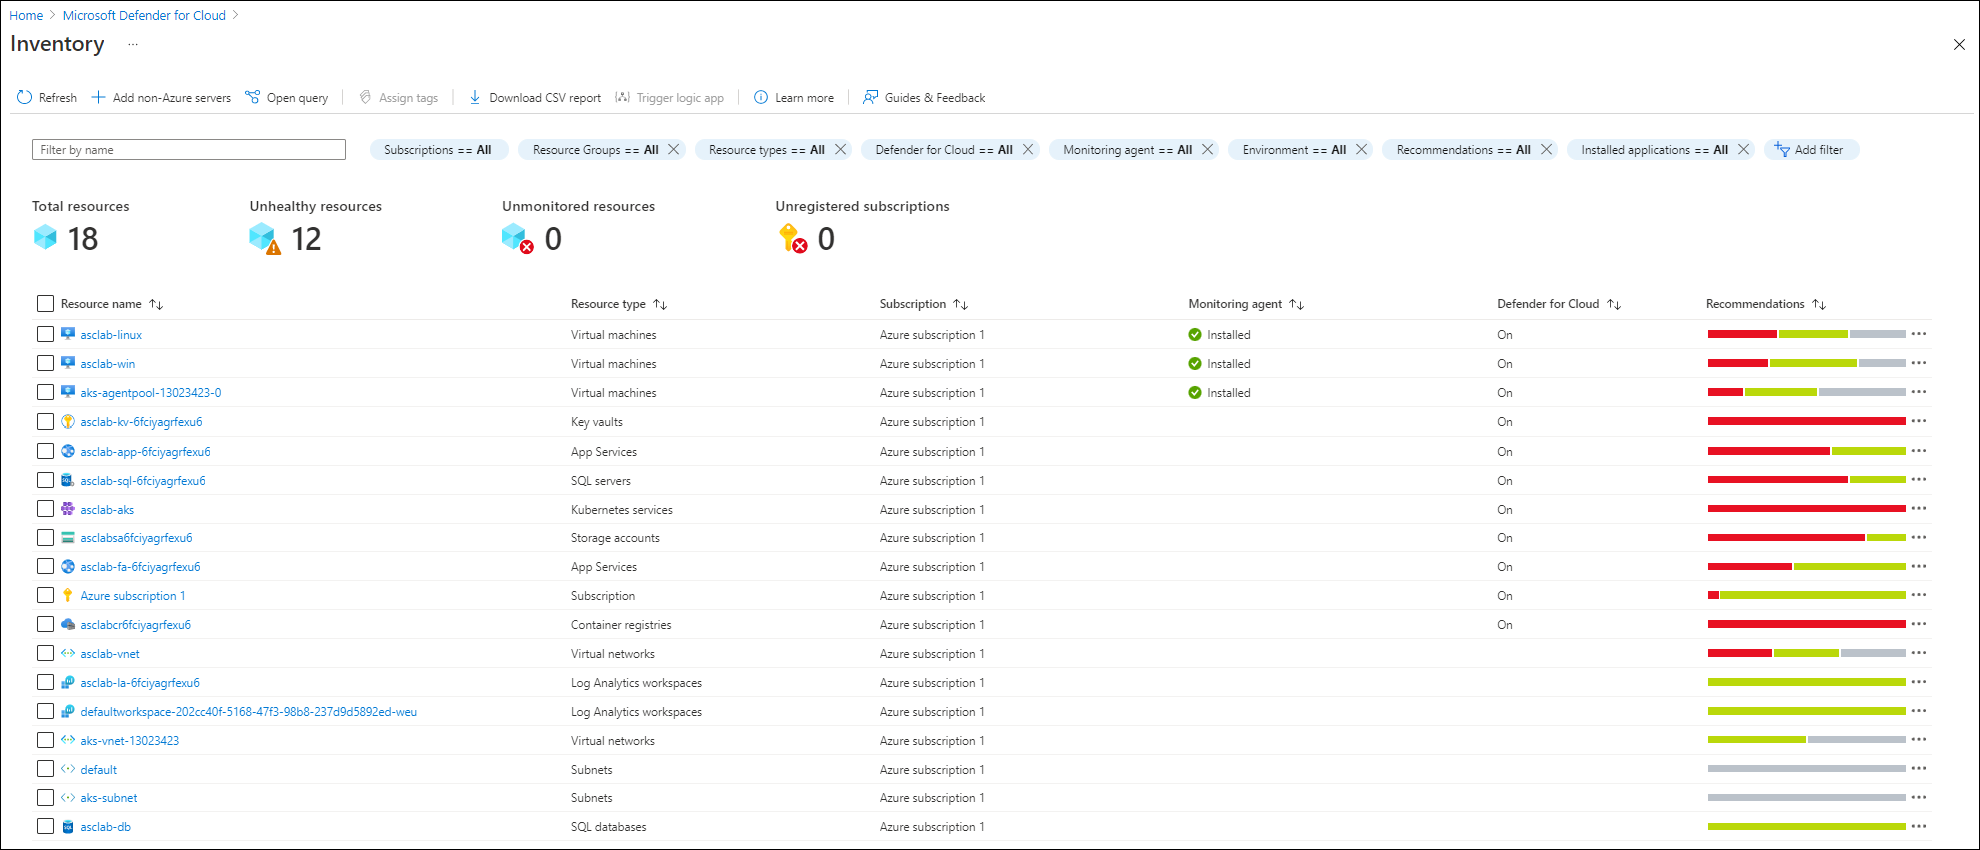 Home > Microsoft Defender for Cloud >
Inventory ...
Refresh Add non-Azure servers Open query Assign tags Download CSV report Trigger logic app Learn more Guides & Feedback
Filter by name Subscriptions == All Resource Groups == All Resource types == All Defender for Cloud == All Monitoring agent == All Environment == All Recommendations == All Installed applications == All Add filter
Total resources Unhealthy resources Unmonitored resources Unregistered subscriptions
18 12 0 0
Resource name Resource type Subscription Monitoring agent Defender for Cloud Recommendations
asclab-linux Virtual machines Azure subscription 1 Installed On
asclab-win Virtual machines Azure subscription 1 Installed On
aks-agentpool-13023423-0 Virtual machines Azure subscription 1 Installed On
asclab-kv-6fciyagrfexu6 Key vaults Azure subscription 1 On
asclab-app-6fciyagrfexu6 App Services Azure subscription 1 On
asclab-sql-6fciyagrfexu6 SQL servers Azure subscription 1 On
asclab-aks Kubernetes services Azure subscription 1 On
asclabsa6fciyagrfexu6 Storage accounts Azure subscription 1 On
asclab-fa-6fciyagrfexu6 App Services Azure subscription 1 On
Azure subscription 1 Subscription Azure subscription 1 On
asclabcr6fciyagrfexu6 Container registries Azure subscription 1 On
asclab-vnet Virtual networks Azure subscription 1
asclab-la-6fciyagrfexu6 Log Analytics workspaces Azure subscription 1
defaultworkspace-202cc40f-5168-47f3-98b8-237d9d5892ed-weu Log Analytics workspaces Azure subscription 1
aks-vnet-13023423 Virtual networks Azure subscription 1
default Subnets Azure subscription 1
aks-subnet Subnets Azure subscription 1
asclab-db SQL databases Azure subscription 1